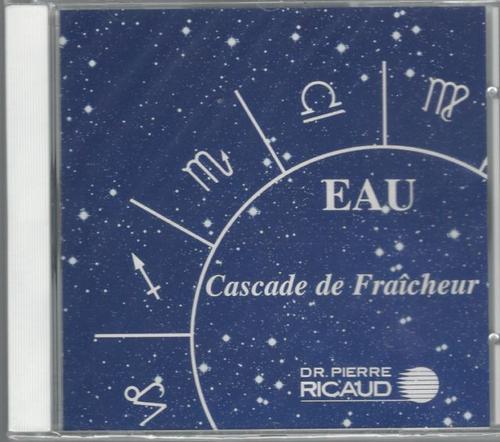 EAU
Cascade de Fraîcheur
DR. PIERRE
RICAUD